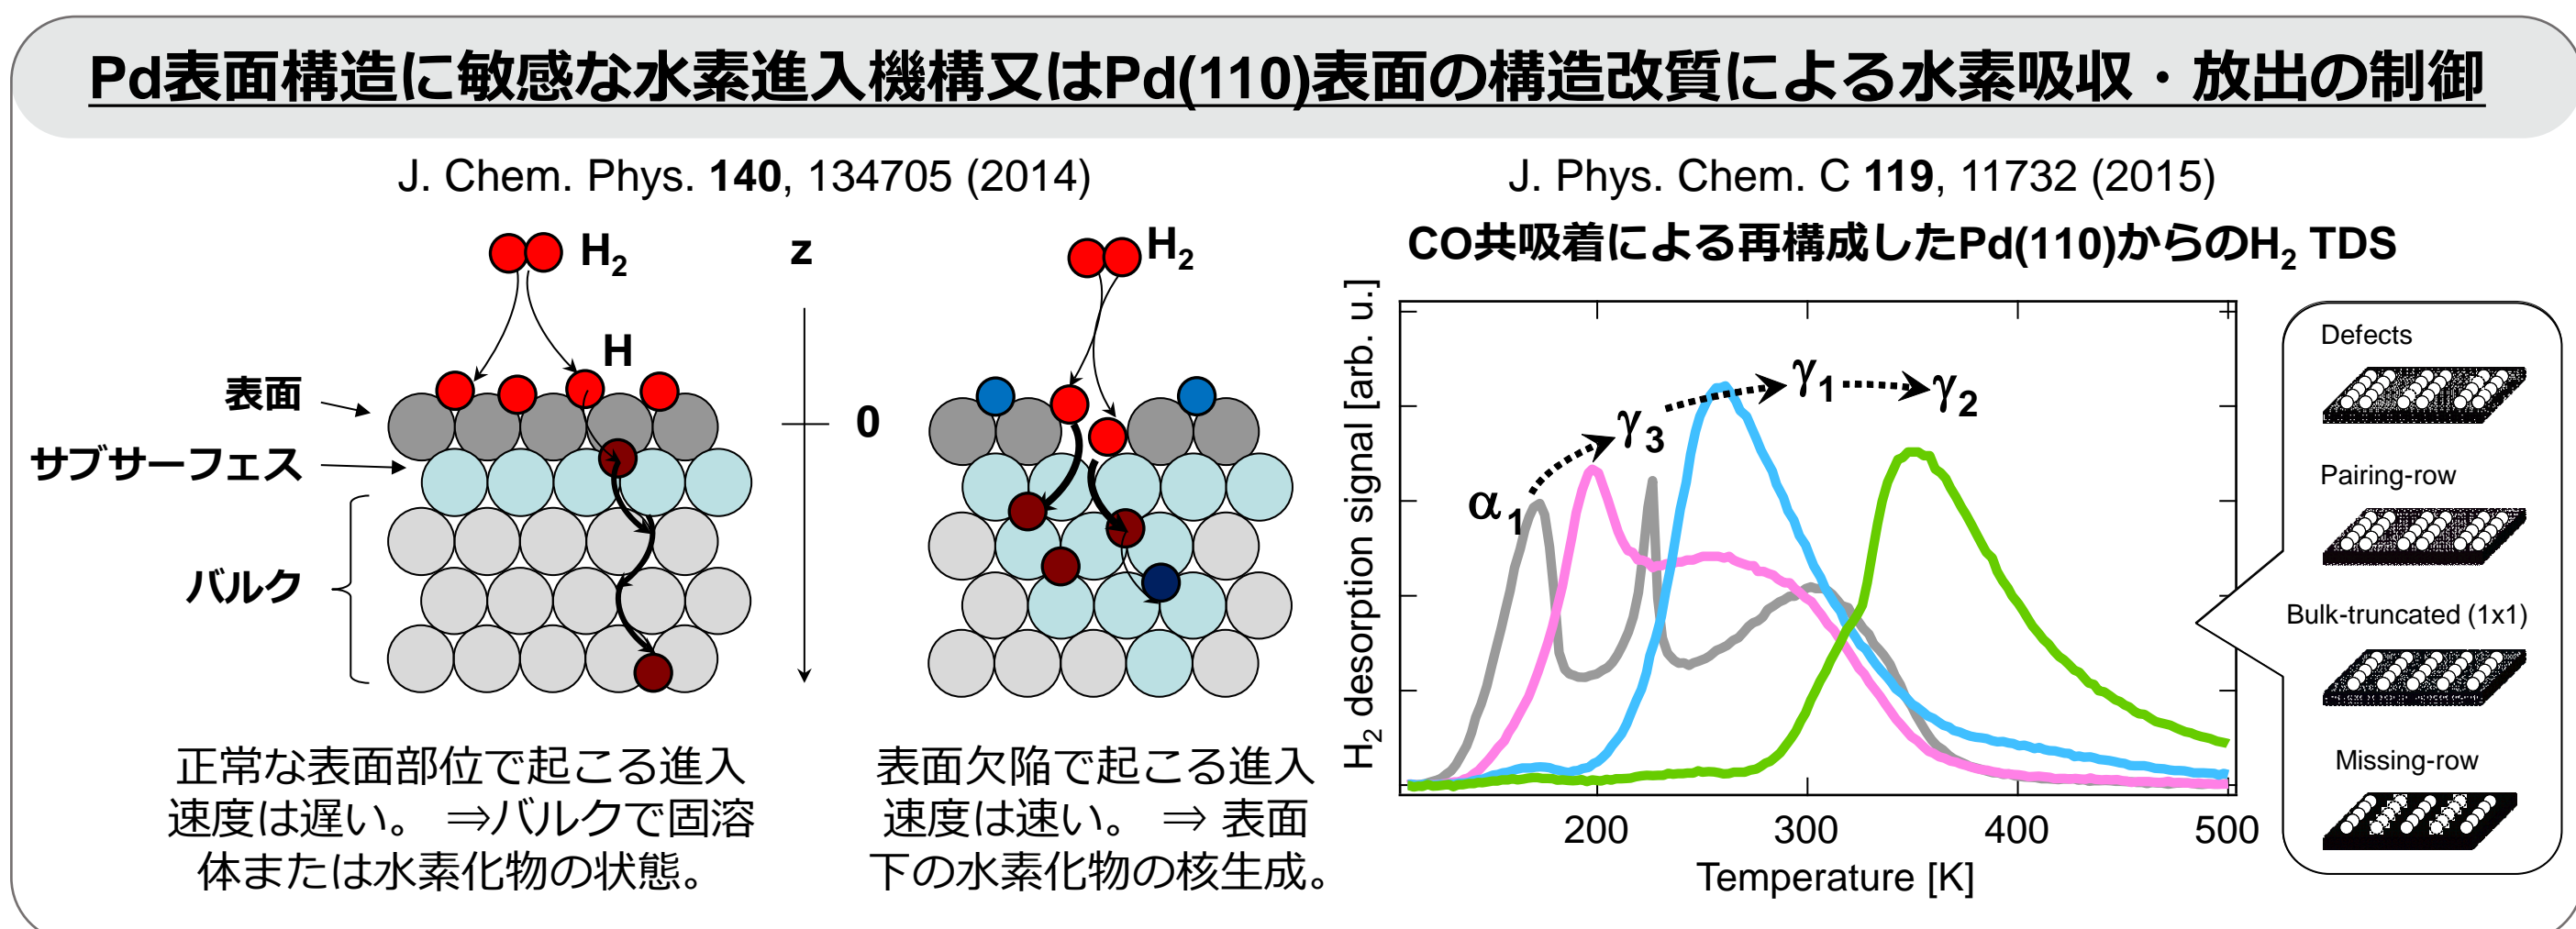 Pd表面構造に敏感な水素進入機構又はPd(110)表面の構造改質による水素吸収・放出の制御
J. Chem. Phys. 140, 134705 (2014)
H2
z
H2
H
表面
0
サブサーフェス
バルク
正常な表面部位で起こる進入
速度は遅い。 ⇒バルクで固溶
体または水素化物の状態。
表面欠陥で起こる進入
速度は速い。 ⇒ 表面
下の水素化物の核生成。
J. Phys. Chem. C 119, 11732 (2015)
CO共吸着による再構成したPd(110)からのH2 TDS
H2 desorption signal [arb. u.]
α1
γ3
γ1
γ2
200
300
400
500
Temperature [K]
Defects
Pairing-row
Bulk-truncated (1x1)
Missing-row